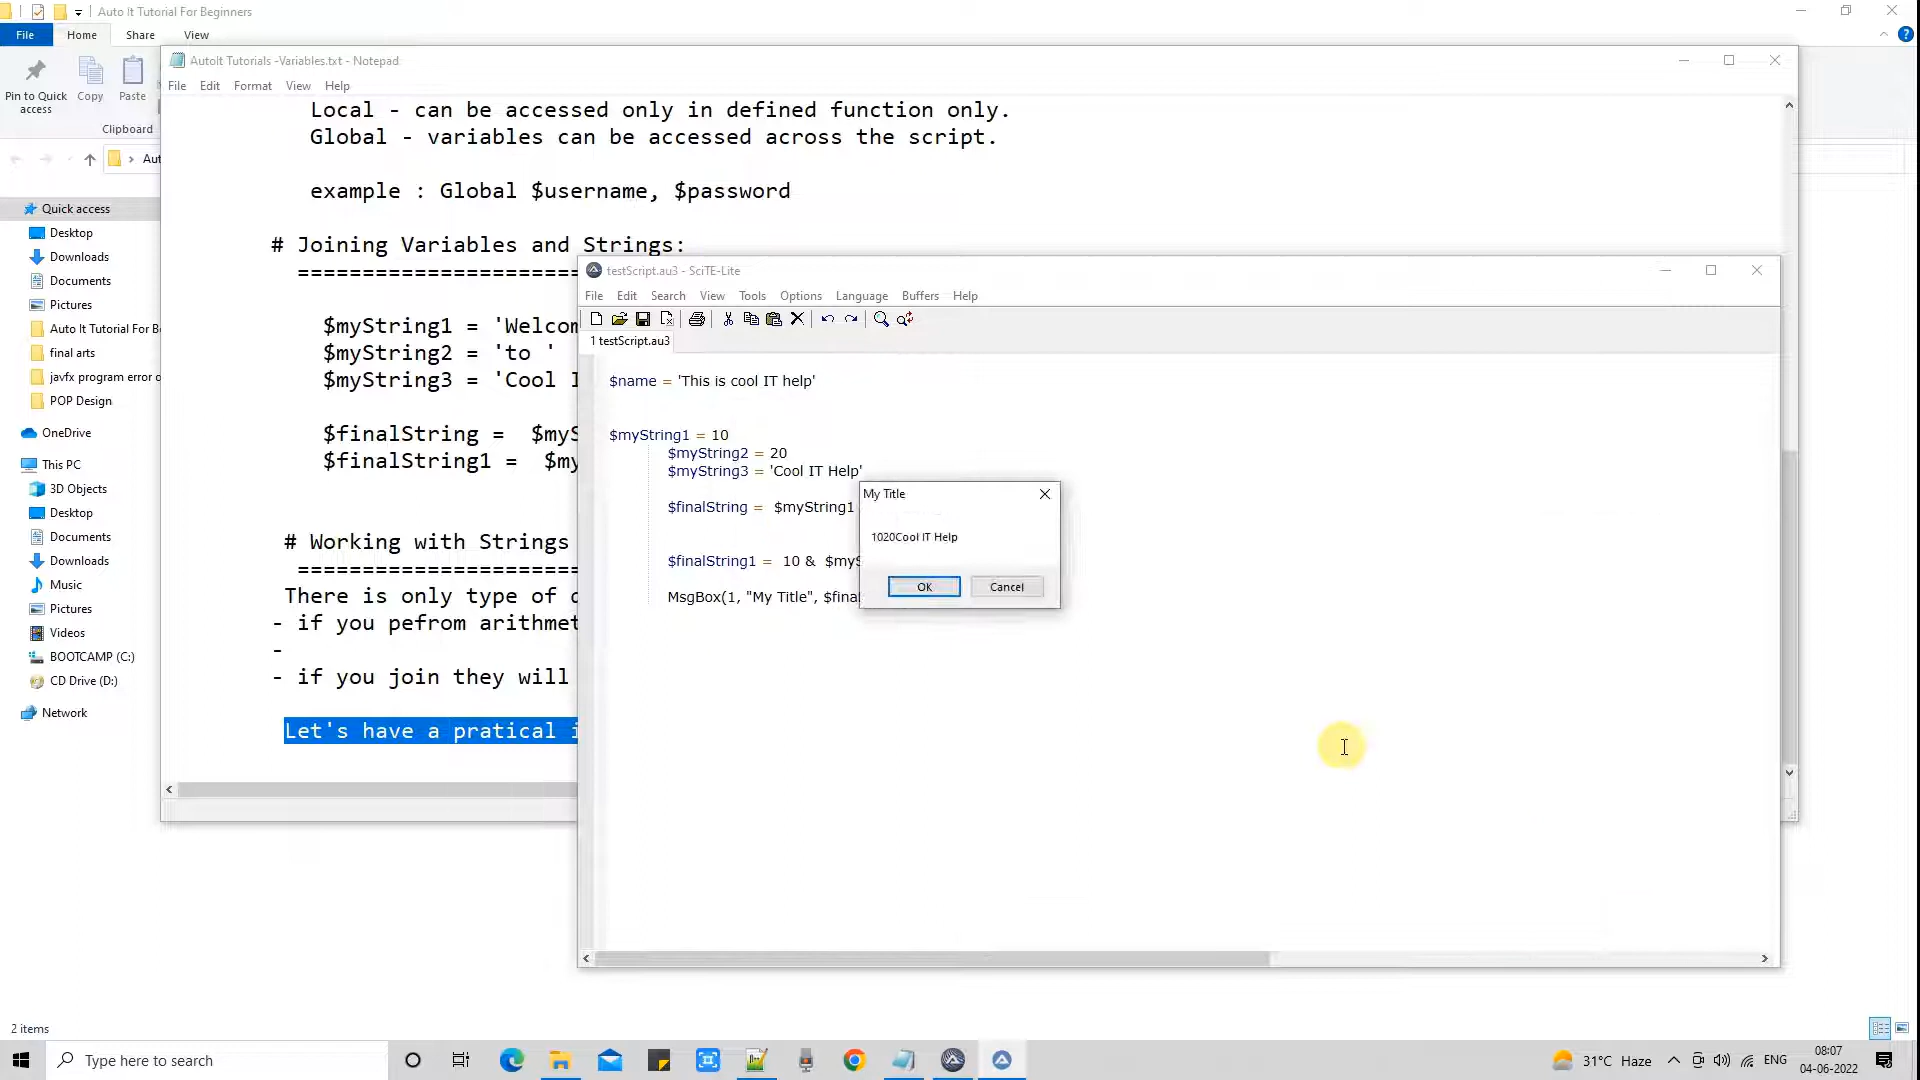 Auto It Tutorial For Beginners
File Home Share View
Pin to Quick access
Copy
Paste
Clipboard
Quick access
Desktop
Downloads
Documents
Pictures
Auto It Tutorial For B
final arts
javfx program error o
POP Design
OneDrive
This PC
3D Objects
Desktop
Documents
Downloads
Music
Pictures
Videos
BOOTCAMP (C:)
CD Drive (D:)
Network
2 items
AutoIt Tutorials -Variables.txt - Notepad
File Edit Format View Help
Local - can be accessed only in defined function only.
Global - variables can be accessed across the script.
example : Global $username, $password
# Joining Variables and Strings:
======================
$myString1 = 'Welcom
$myString2 = 'to '
$myString3 = 'Cool I
$finalString = $myS
$finalString1 = $my
# Working with Strings
======================
There is only type of
- if you pefrom arithmet
-
- if you join they will
Let's have a pratical i
testScript.au3 - SciTE-Lite
File Edit Search View Tools Options Language Buffers Help
1 testScript.au3
$name = 'This is cool IT help'
$myString1 = 10
$myString2 = 20
$myString3 = 'Cool IT Help'
$finalString = $myString1
$finalString1 = 10 & $myS
MsgBox(1, "My Title", $final
My Title
1020Cool IT Help
OK Cancel
Type here to search
31°C Haze
ENG
08:07
04-06-2022